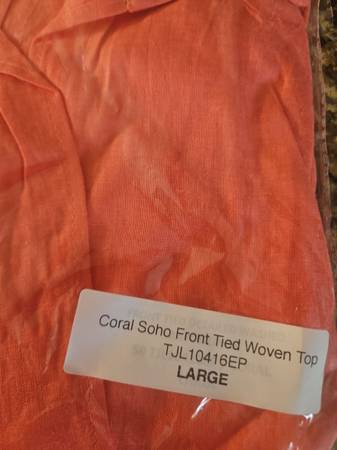 Coral Soho Front Tied Woven Top
TJL10416EP
LARGE